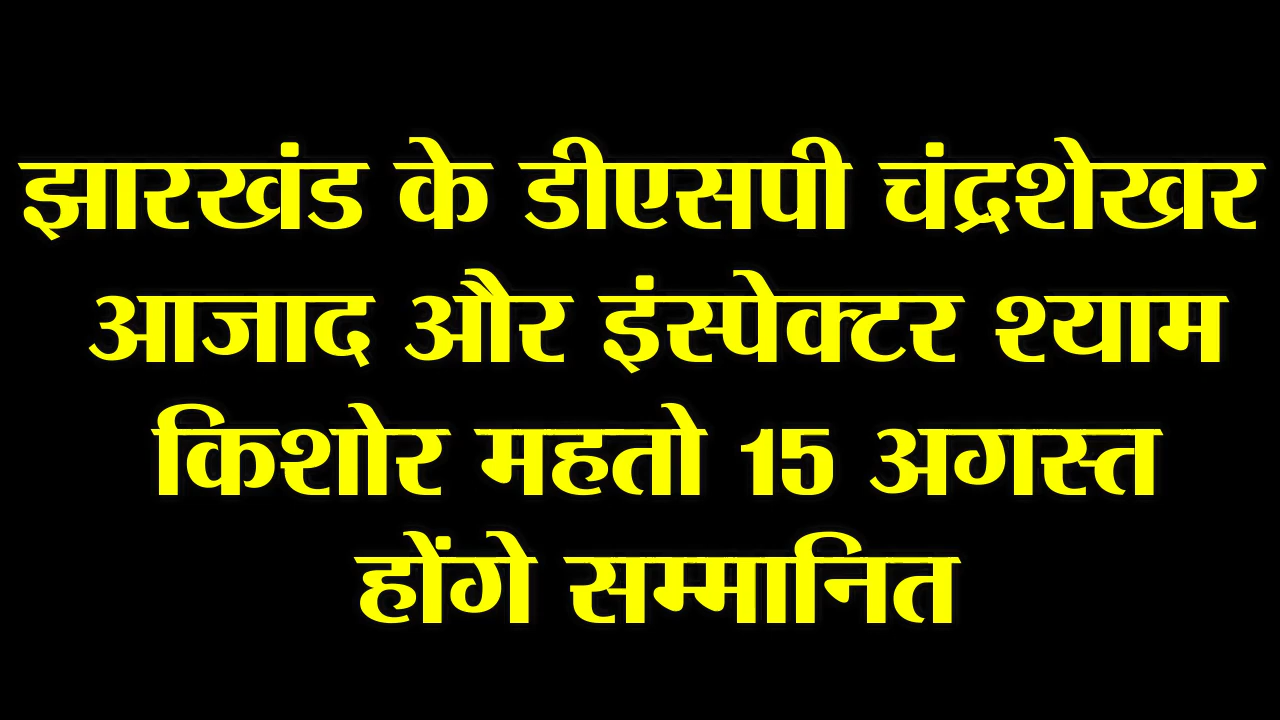 झारखंड के डीएसपी चंद्रशेखर
आजाद और इंस्पेक्टर श्याम
किशोर महतो 15 अगस्त
होंगे सम्मानित